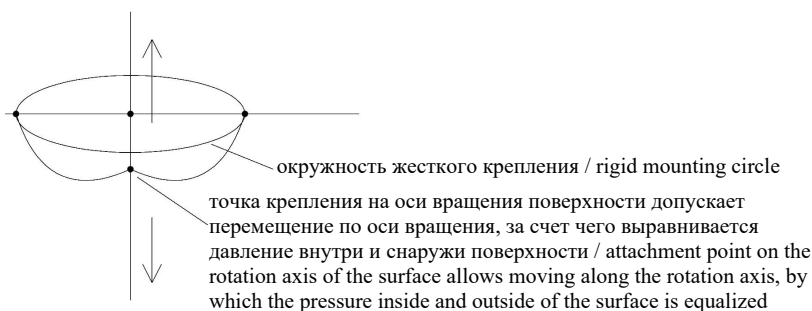 окружность жесткого крепления / rigid mounting circle
точка крепления на оси вращения поверхности допускает
перемещение по оси вращения, за счет чего выравнивается
давление внутри и снаружи поверхности / attachment point on the
rotation axis of the surface allows moving along the rotation axis, by
which the pressure inside and outside of the surface is equalized